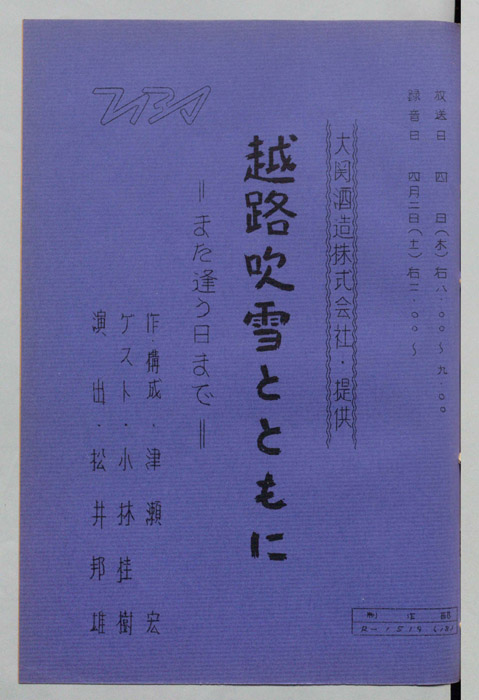 放送日 四 日(木)右八.〇〇〜九.〇〇
録音日 四月二日(土)右二.〇〇〜
大関酒造株式会社・提供
越路吹雪とともに
=また逢う日まで=
作・構成・津瀬宏
ゲスト・小林桂樹
演出・松井邦雄
制作部